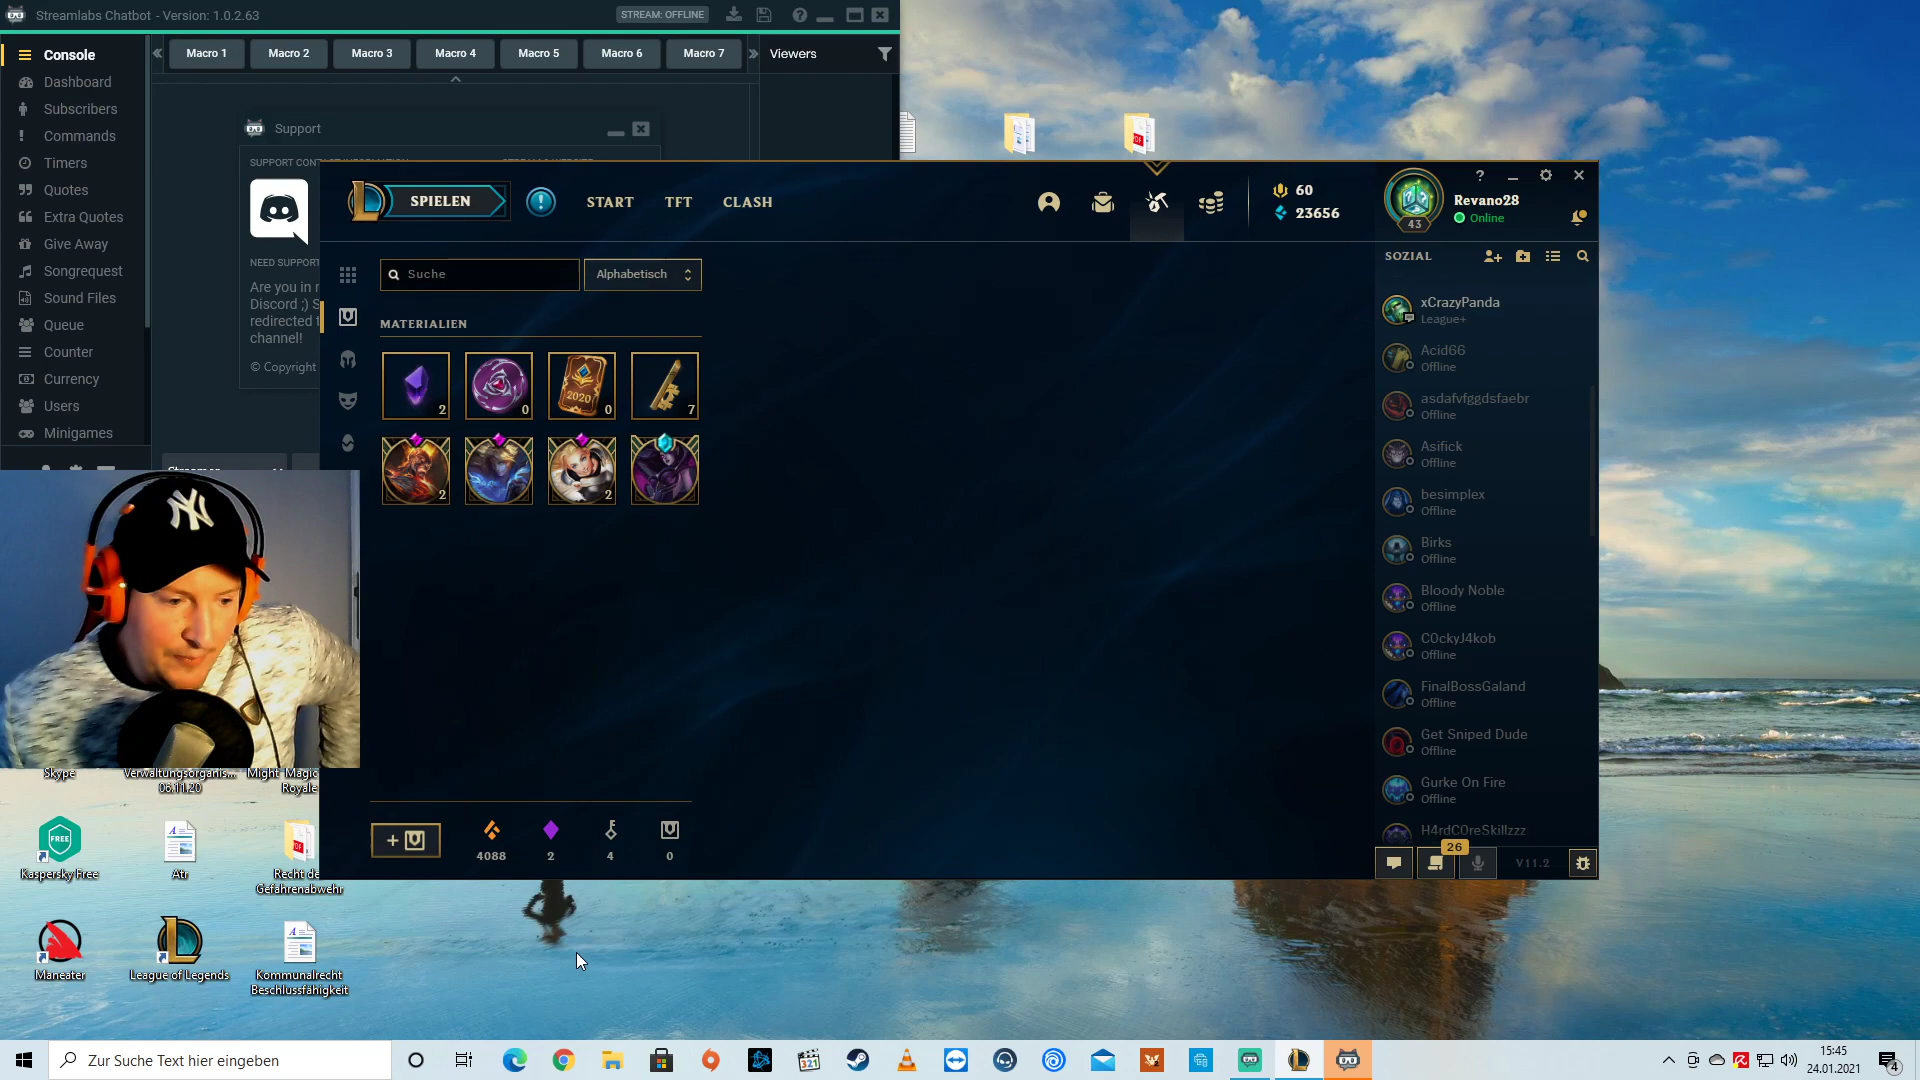 Streamlabs Chatbot - Version: 1.0.2.63
STREAM: OFFLINE
Console
Dashboard
Subscribers
Commands
Timers
Quotes
Extra Quotes
Give Away
Songrequest
Sound Files
Queue
Counter
Currency
Users
Minigames
Macro 1
Macro 2
Macro 3
Macro 4
Macro 5
Macro 6
Macro 7
Viewers
Support
NEED SUPPORT
Are you in
Discord ;) S
redirected t
channel!
© Copyright
SPIELEN
START
TFT
CLASH
60
23656
43
Revano28
Online
Suche
Alphabetisch
MATERIALIEN
2
0
2020
0
7
2
2
4088
2
4
0
SOZIAL
xCrazyPanda
League+
Acid66
Offline
asdafvfggdsfaebr
Offline
Asifick
Offline
besimplex
Offline
Birks
Offline
Bloody Noble
Offline
C0ckyJ4kob
Offline
FinalBossGaland
Offline
Get Sniped Dude
Offline
Gurke On Fire
Offline
H4rdC0reSkillzzz
26
V11.2
NY
Skype
Verwaltungsorganis...
06.11.20
Might Magic
Royale
FREE
Kaspersky Free
Atr
Recht de
Gefahrenabwehr
Maneater
League of Legends
Kommunalrecht
Beschlussfähigkeit
PDF
Zur Suche Text hier eingeben
321
15:45
24.01.2021
4